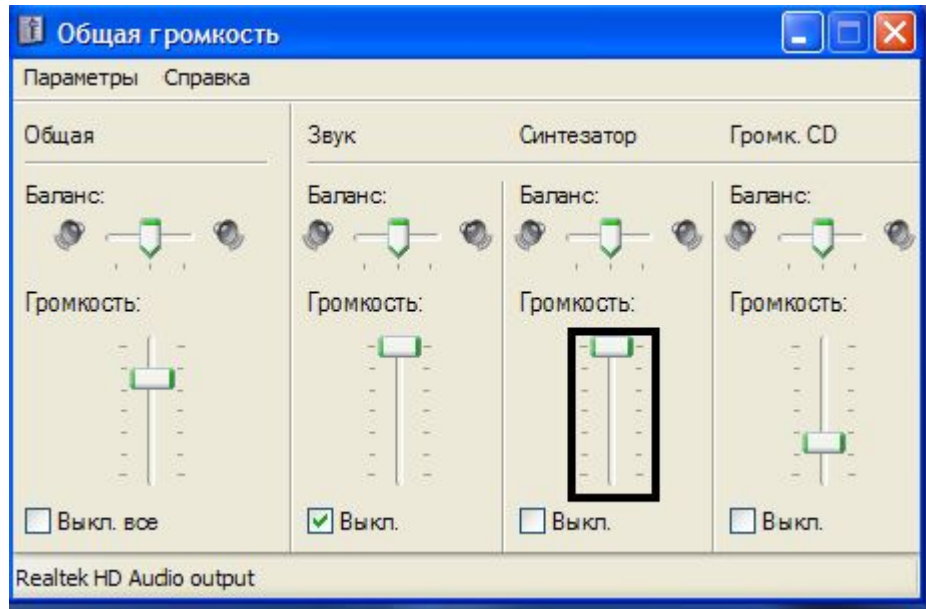 Общая громкость
Параметры Справка
Общая Звук Синтезатор Громк. CD
Баланс: Баланс: Баланс: Баланс:
Громкость: Громкость: Громкость: Громкость:
Выкл. все Выкл. Выкл. Выкл.
Realtek HD Audio output